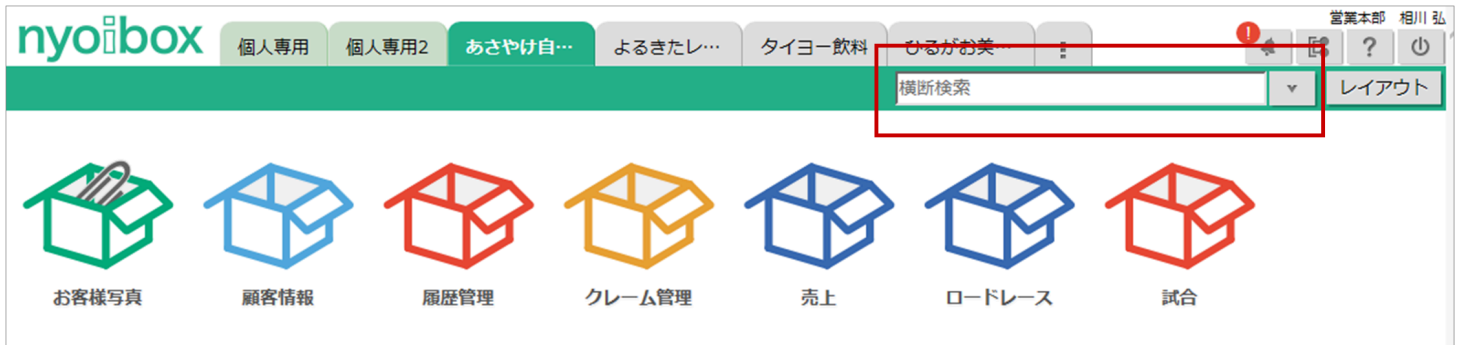 営業本部 相川 弘
nyoibox 個人専用 個人専用2 あさやけ自… よるきたレ… タイヨー飲料 ひるがお美… ⋮ ! ?
横断検索 レイアウト
お客様写真 顧客情報 履歴管理 クレーム管理 売上 ロードレース 試合